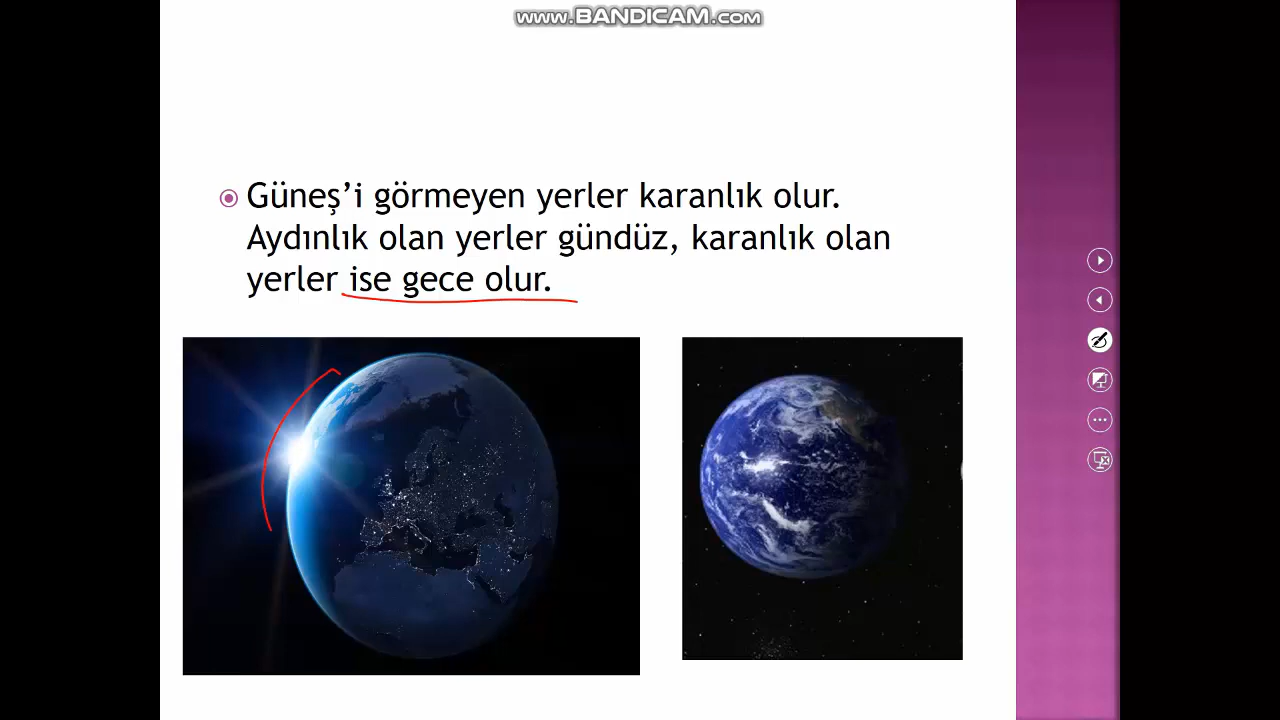 www.BANDICAM.com
Güneş’i görmeyen yerler karanlık olur.
Aydınlık olan yerler gündüz, karanlık olan
yerler ise gece olur.